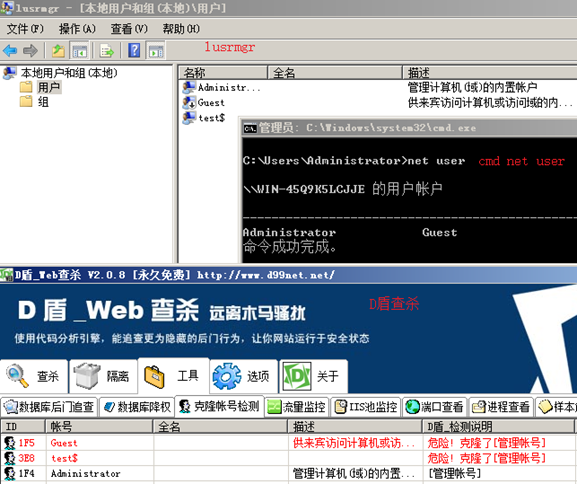 lusrmgr - [本地用户和组(本地)\用户]
文件(F) 操作(A) 查看(V) 帮助(H)
lusrmgr
本地用户和组(本地)
用户
组
名称 全名 描述
Administr... 管理计算机(域)的内置帐户
Guest 供来宾访问计算机或访问域的内...
test$
管理员: C:\Windows\system32\cmd.exe
C:\Users\Administrator>net user cmd net user
\\WIN-45Q9K5LCJJE 的用户帐户
-------------------------------------------
Administrator Guest
命令成功完成。
D盾_Web查杀 V2.0.8 [永久免费] http://www.d99net.net/
D盾_Web查杀 远离木马骚扰
D盾查杀
使用代码分析引擎，能追查更为隐藏的后门行为，让你网站运行于安全状态
查杀 隔离 工具 选项 关于
数据库后门追查 数据库降权 克隆帐号检测 流量监控 IIS池监控 端口查看 进程查看 样本
ID 帐号 全名 描述 D盾_检测说明
1F5 Guest 供来宾访问计算机或访... 危险! 克隆了[管理帐号]
3E8 test$ 危险! 克隆了[管理帐号]
1F4 Administrator 管理计算机(域)的内置... [管理帐号]